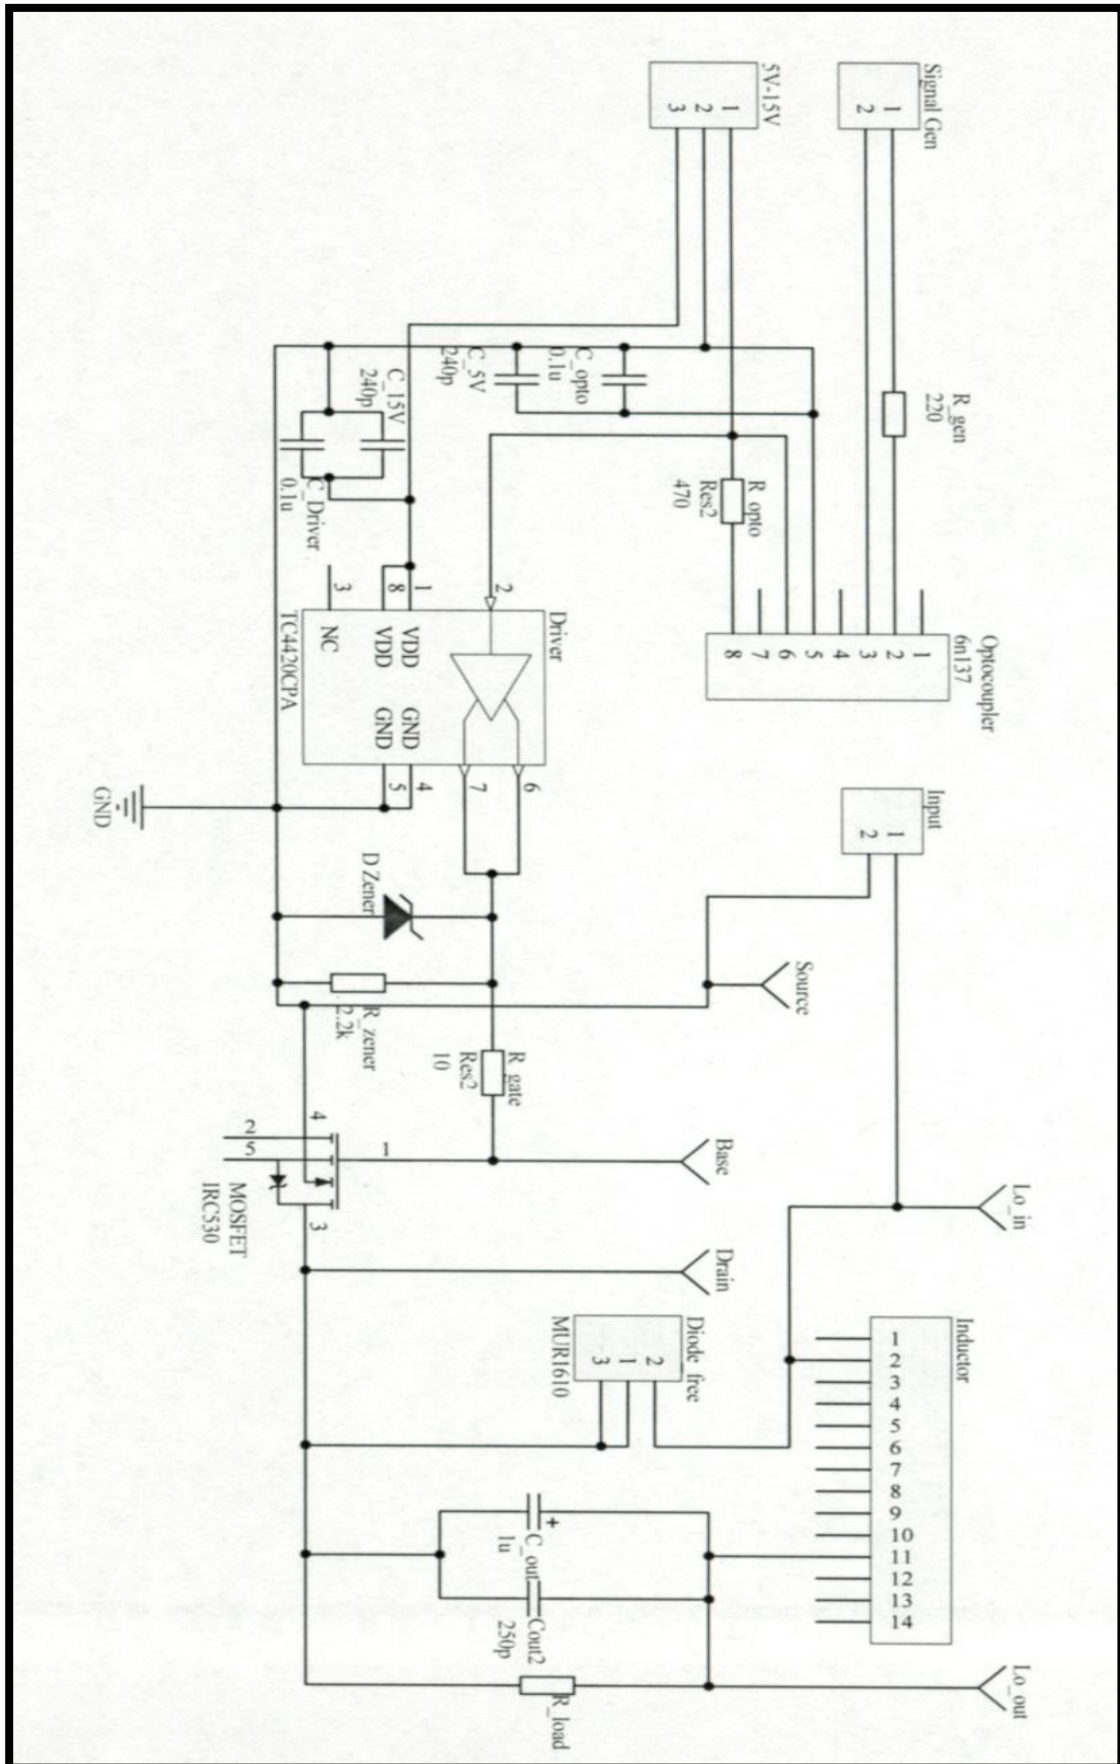 Signal Gen
1
2
5V-15V
1
2
3
R_gen
220
C_opto
0.1u
C_5V
240p
C_15V
240p
C_Driver
0.1u
R_opto
Res2
470
Optocoupler
6n137
1
2
3
4
5
6
7
8
Driver
2
1
8
3
VDD
VDD
NC
GND
GND
6
7
4
5
TC4420CPA
GND
Input
1
2
Source
D Zener
R_zener
2.2k
R_gate
Res2
10
Base
4
2
5
1
3
MOSFET
IRC530
Drain
Lo_in
Diode_free
2
1
3
MUR1610
Inductor
1
2
3
4
5
6
7
8
9
10
11
12
13
14
+
C_out
1u
Cout2
250p
R_load
Lo_out